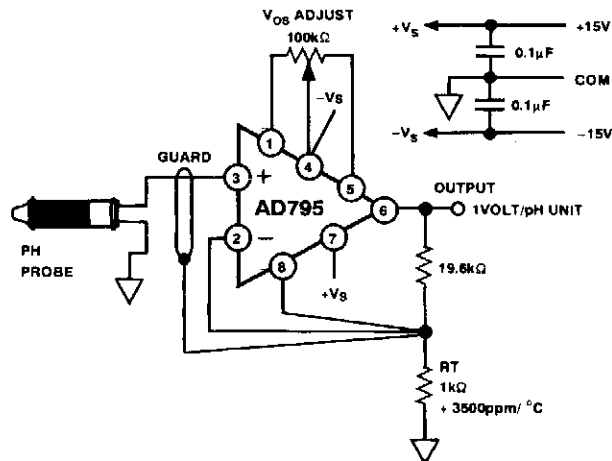 VOS ADJUST
100kΩ
+VS
+15V
0.1µF
COM
0.1µF
−VS
−15V
−VS
GUARD
1
4
3
+
5
OUTPUT
AD795
6
1VOLT/pH UNIT
2
−
7
8
PH
PROBE
+VS
19.6kΩ
RT
1kΩ
+ 3500ppm/ °C